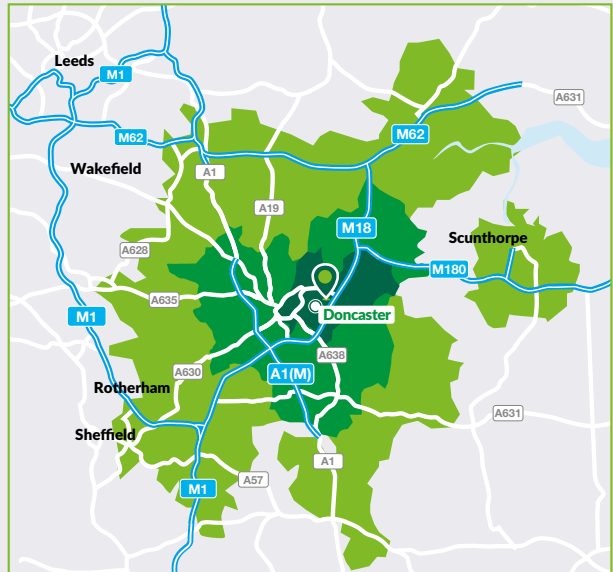 Leeds
M1
A631
M62
M62
Wakefield
A1
A19
M18
Scunthorpe
A628
M180
A635
M1
Doncaster
A638
A630
A1(M)
Rotherham
A631
Sheffield
A1
A57
M1